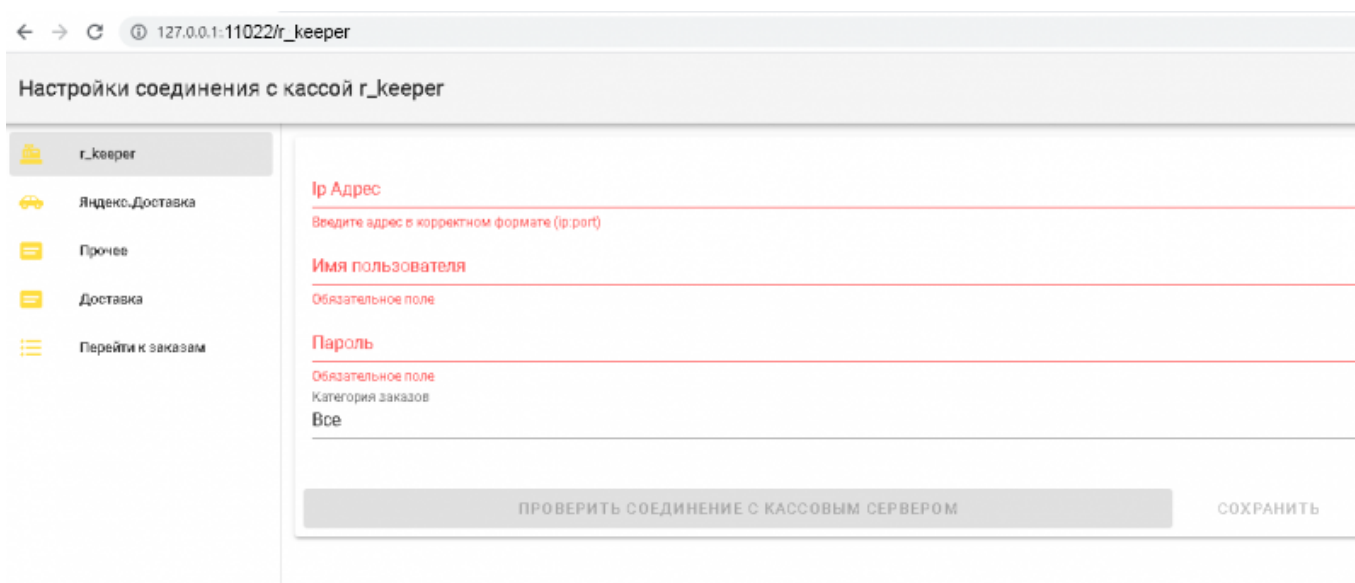 127.0.0.1:11022/r_keeper
Настройки соединения с кассой r_keeper
r_keeper
Яндекс.Доставка
Прочее
Доставка
Перейти к заказам
Ip Адрес
Введите адрес в корректном формате (ip:port)
Имя пользователя
Обязательное поле
Пароль
Обязательное поле
Категория заказов
Все
ПРОВЕРИТЬ СОЕДИНЕНИЕ С КАССОВЫМ СЕРВЕРОМ
СОХРАНИТЬ